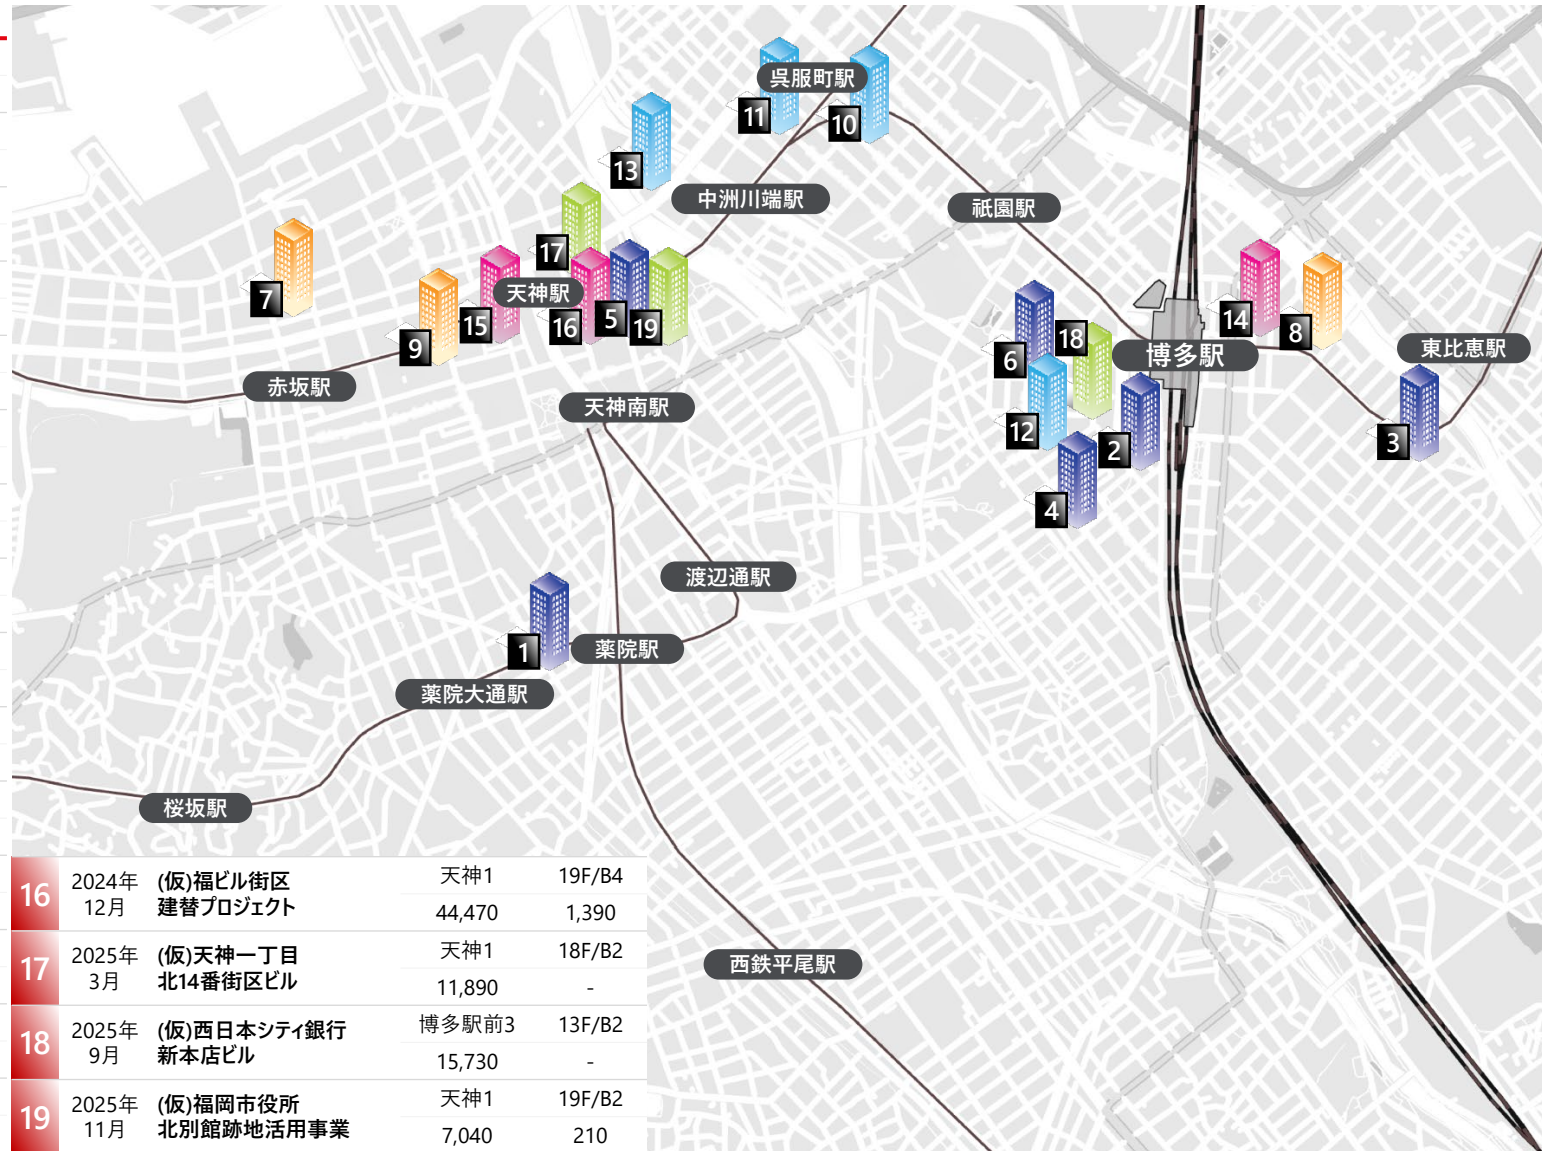 呉服町駅
11
10
13
中洲川端駅
祇園駅
17
7
天神駅
15
16
5
19
9
14
8
6
18
博多駅
東比恵駅
赤坂駅
天神南駅
12
2
3
4
渡辺通駅
1
薬院駅
薬院大通駅
桜坂駅
西鉄平尾駅
16
2024年
12月
(仮)福ビル街区
建替プロジェクト
天神1
19F/B4
44,470
1,390
17
2025年
3月
(仮)天神一丁目
北14番街区ビル
天神1
18F/B2
11,890
-
18
2025年
9月
(仮)西日本シティ銀行
新本店ビル
博多駅前3
13F/B2
15,730
-
19
2025年
11月
(仮)福岡市役所
北別館跡地活用事業
天神1
19F/B2
7,040
210